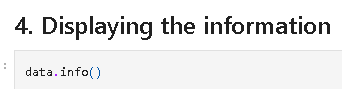 4. Displaying the information
data.info()